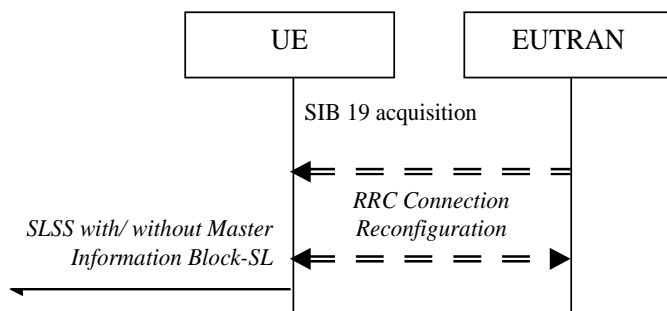 UE
EUTRAN
SIB 19 acquisition
RRC Connection
Reconfiguration
SLSS with/ without Master
Information Block-SL